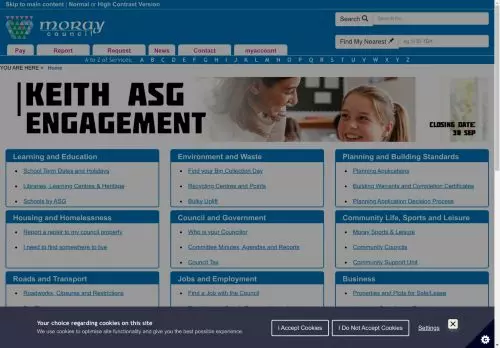 Skip to main content | Normal or High Contrast Version
moray
council
Search
Find My Nearest
Pay Report Request News Contact myaccount
A to Z of Services: A B C D E F G H I J K L M N O P Q R S T U V W X Y Z
YOU ARE HERE » Home
KEITH ASG
ENGAGEMENT
CLOSING DATE:
30 SEP
Learning and Education
School Term Dates and Holidays
Libraries, Learning Centres & Heritage
Schools by ASG
Environment and Waste
Find your Bin Collection Day
Recycling Centres and Points
Bulky Uplift
Planning and Building Standards
Planning Applications
Building Warrants and Completion Certificates
Planning Application Decision Process
Housing and Homelessness
Report a repair to my council property
I need to find somewhere to live
Council and Government
Who is your Councillor
Committee Minutes, Agendas and Reports
Council Tax
Community Life, Sports and Leisure
Moray Sports & Leisure
Community Councils
Community Support Unit
Roads and Transport
Roadworks, Closures and Restrictions
Jobs and Employment
Find a Job with the Council
Business
Properties and Plots for Sale/Lease
Your choice regarding cookies on this site
We use cookies to optimise site functionality and give you the best possible experience.
I Accept Cookies
I Do Not Accept Cookies
Settings
X